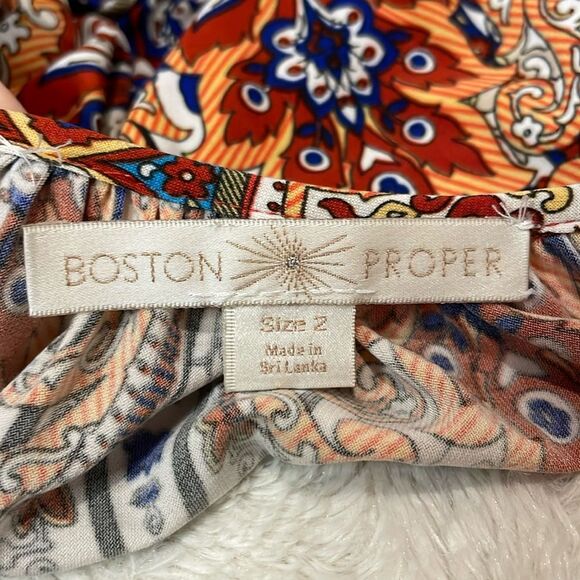 BOSTON PROPER
Size 2
Made in
Sri Lanka